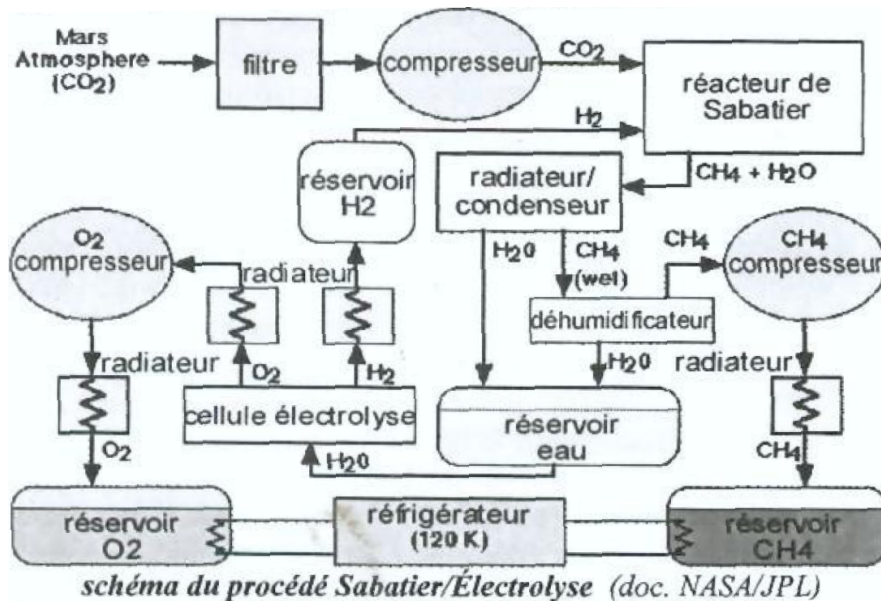 Mars
Atmosphere
(CO2)
filtre
compresseur
CO2
réacteur de
Sabatier
H2
réservoir
H2
radiateur/
condenseur
CH4 + H2O
O2
compresseur
radiateur
H2O
CH4
(wet)
CH4
CH4
compresseur
déhumidificateur
radiateur
O2
H2
H2O
radiateur
cellule électrolyse
réservoir
eau
O2
H2O
CH4
réservoir
O2
réfrigérateur
(120 K)
réservoir
CH4
schéma du procédé Sabatier/Électrolyse (doc. NASA/JPL)